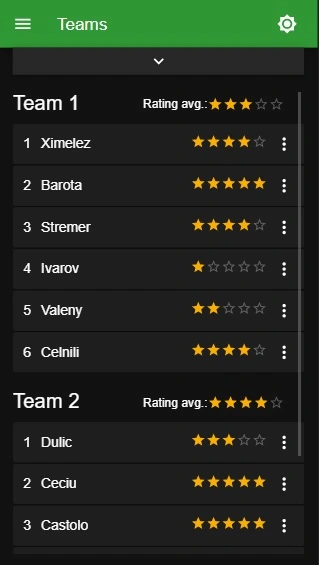 Teams
Team 1 Rating avg.:
1 Ximelez
2 Barota
3 Stremer
4 Ivarov
5 Valeny
6 Celnili
Team 2 Rating avg.:
1 Dulic
2 Ceciu
3 Castolo